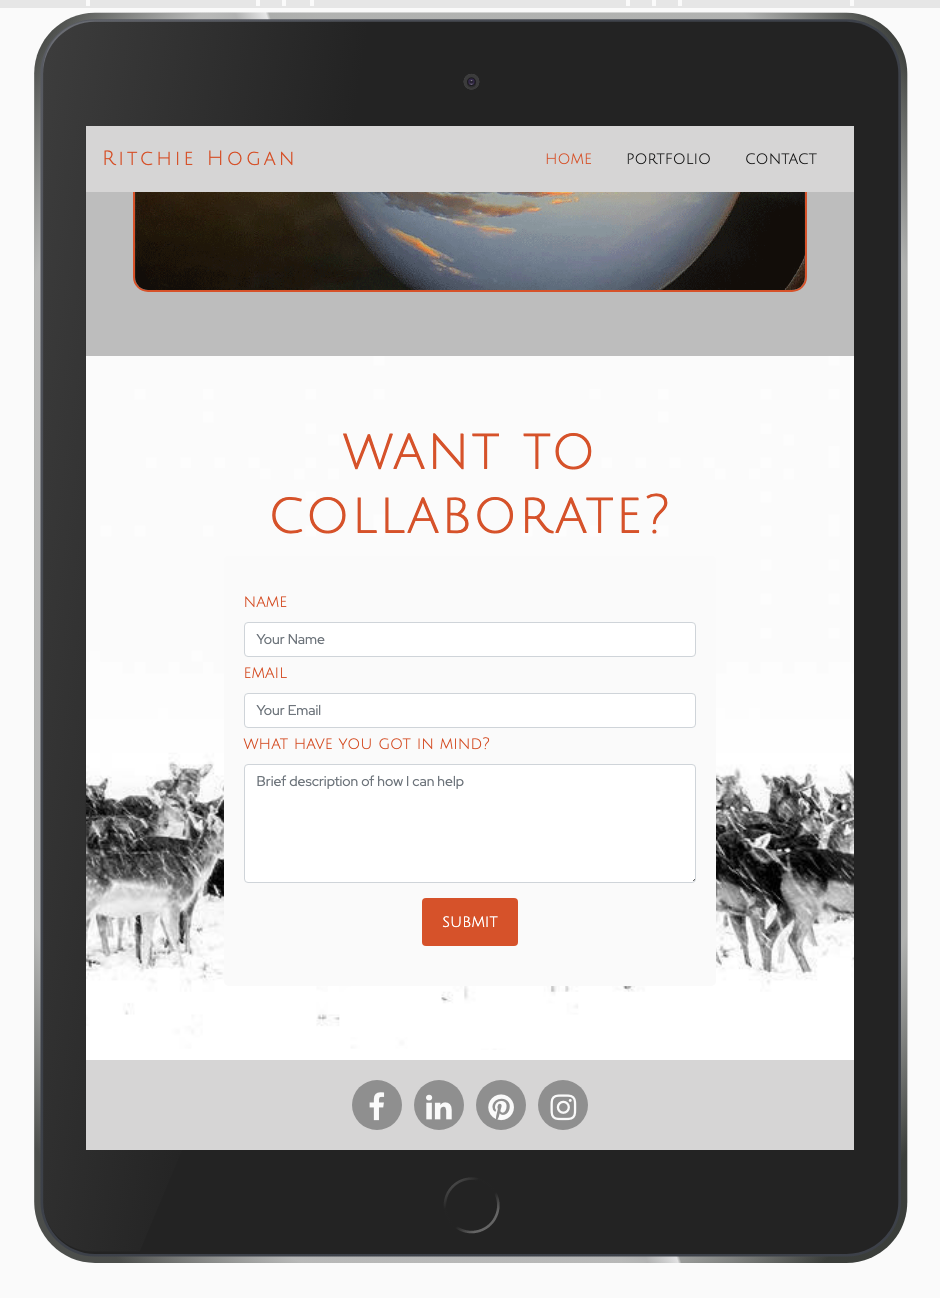 Ritchie Hogan
HOME PORTFOLIO CONTACT
WANT TO
COLLABORATE?
NAME
Your Name
EMAIL
Your Email
WHAT HAVE YOU GOT IN MIND?
Brief description of how I can help
SUBMIT